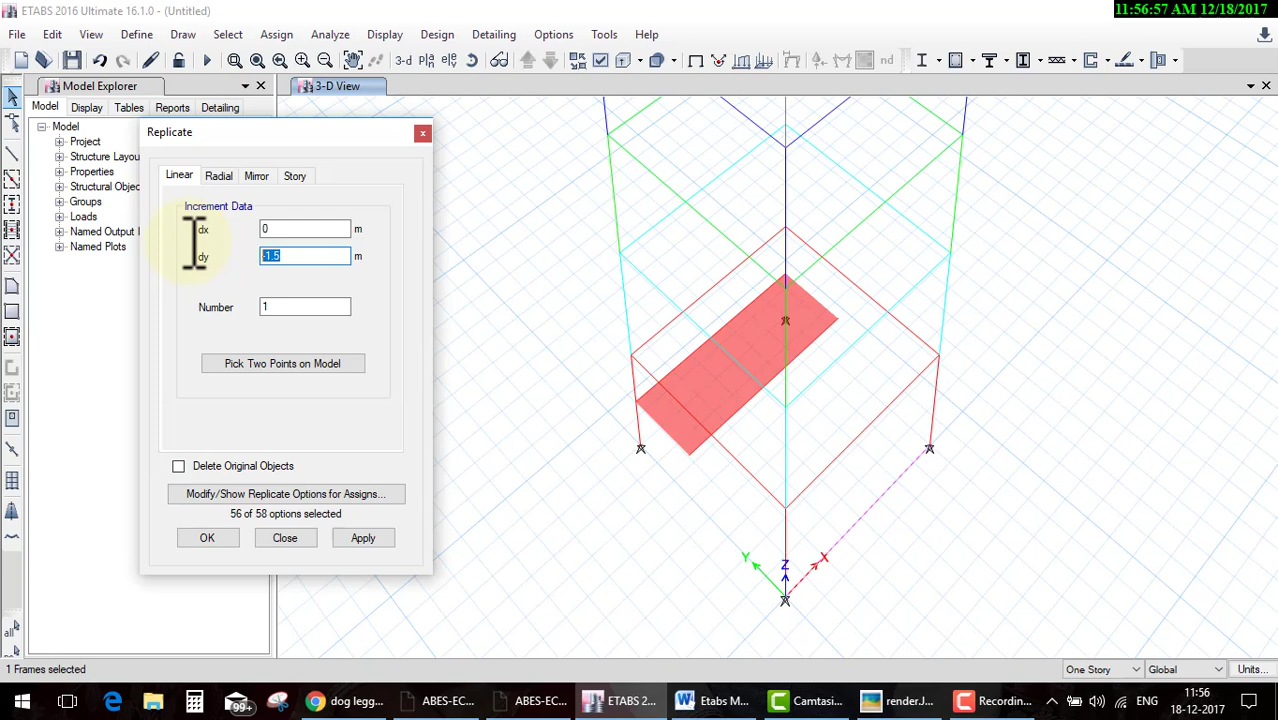 ETABS 2016 Ultimate 16.1.0 - (Untitled)
11:56:57 AM 12/18/2017
File Edit View Define Draw Select Assign Analyze Display Design Detailing Options Tools Help
3-d
nd
Model Explorer
3-D View
Model Display Tables Reports Detailing
Model
Project
Structure Layou
Properties
Structural Obje
Groups
Loads
Named Output I
Named Plots
Replicate
x
Linear Radial Mirror Story
Increment Data
dx 0 m
dy -1.5 m
Number 1
Pick Two Points on Model
Delete Original Objects
Modify/Show Replicate Options for Assigns...
56 of 58 options selected
OK Close Apply
Y Z X
1 Frames selected
One Story Global Units...
99+
dog legg...
ABES-EC...
ABES-EC...
ETABS 2...
Etabs M...
Camtasi...
renderJ...
Recordin...
ENG
11:56
18-12-2017